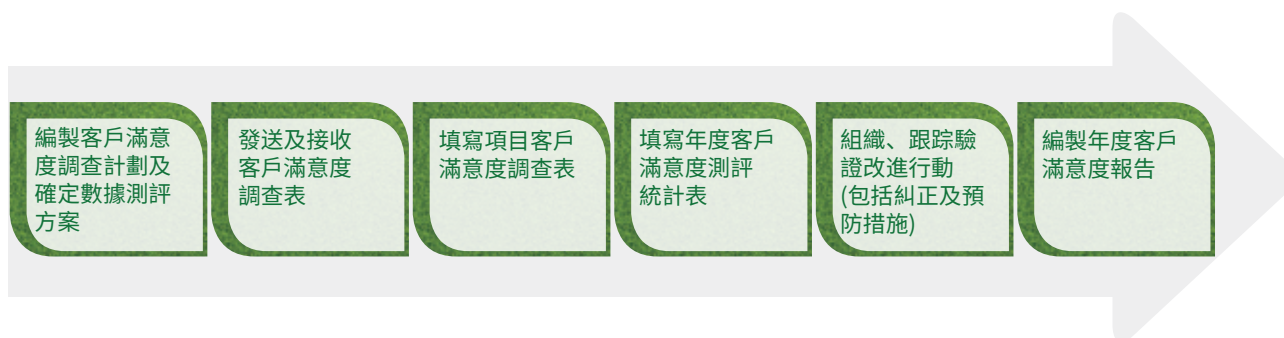 編製客戶滿意
度調查計劃及
確定數據測評
方案
發送及接收
客戶滿意度
調查表
填寫項目客戶
滿意度調查表
填寫年度客戶
滿意度測評
統計表
組織、跟踪驗
證改進行動
(包括糾正及預
防措施)
編製年度客戶
滿意度報告